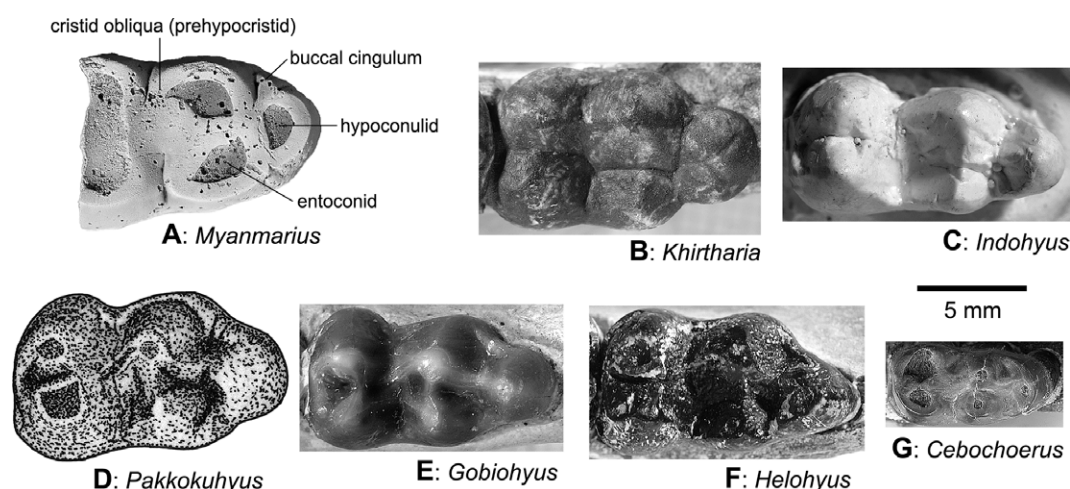 cristid obliqua (prehypocristid)
buccal cingulum
hypoconulid
entoconid
A: Myanmarius
B: Khirtharia
C: Indohyus
5 mm
D: Pakkokuhyus
E: Gobiohyus
F: Helohyus
G: Cebochoerus